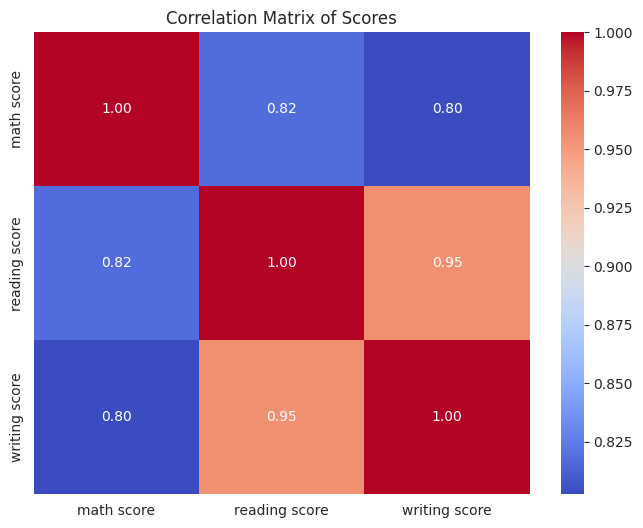 Correlation Matrix of Scores
math score
1.00 0.82 0.80
reading score
0.82 1.00 0.95
writing score
0.80 0.95 1.00
math score reading score writing score
1.000
0.975
0.950
0.925
0.900
0.875
0.850
0.825